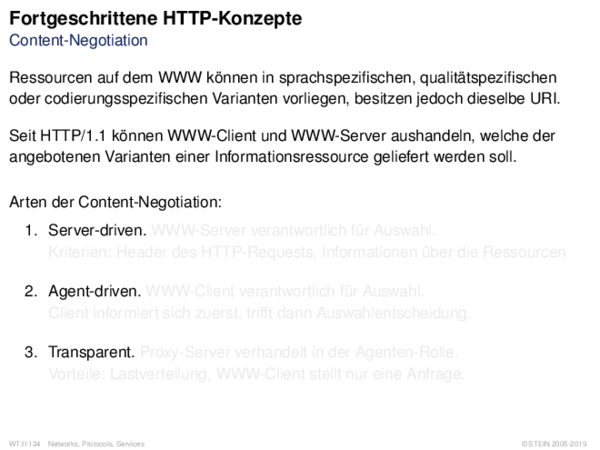 Fortgeschrittene HTTP-Konzepte
Content-Negotiation
Ressourcen auf dem WWW können in sprachspezifischen, qualitätspezifischen
oder codierungsspezifischen Varianten vorliegen, besitzen jedoch dieselbe URI.
Seit HTTP/1.1 können WWW-Client und WWW-Server aushandeln, welche der
angebotenen Varianten einer Informationsressource geliefert werden soll.
Arten der Content-Negotiation:
1. Server-driven. WWW-Server verantwortlich für Auswahl.
Kriterien: Header des HTTP-Requests, Informationen über die Ressourcen
2. Agent-driven. WWW-Client verantwortlich für Auswahl.
Client informiert sich zuerst, trifft dann Auswahlentscheidung.
3. Transparent. Proxy-Server verhandelt in der Agenten-Rolle.
Vorteile: Lastverteilung, WWW-Client stellt nur eine Anfrage.
WT:II-134 Networks, Protocols, Services ©STEIN 2005-2019